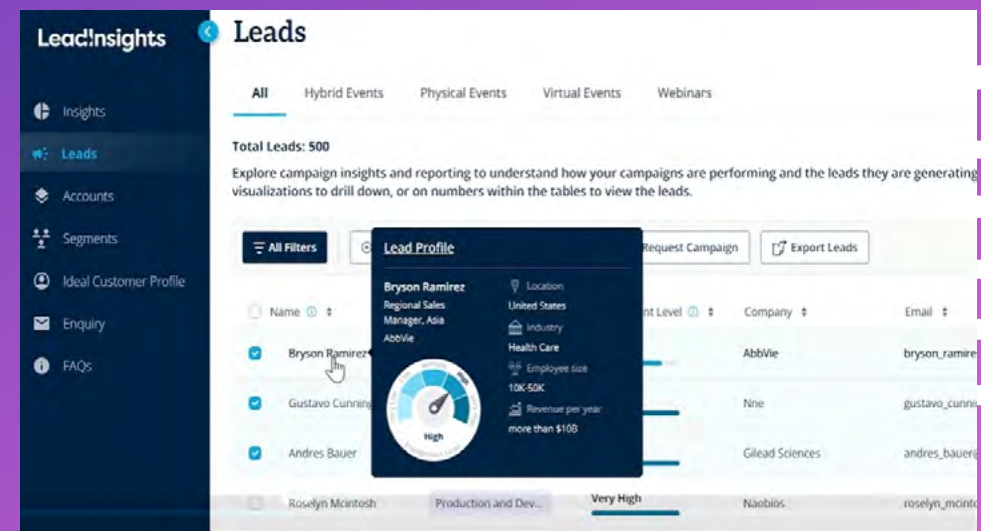 Lead!nsights
Leads
All Hybrid Events Physical Events Virtual Events Webinars
Insights
Leads
Accounts
Segments
Ideal Customer Profile
Enquiry
FAQs
Total Leads: 500
Explore campaign insights and reporting to understand how your campaigns are performing and the leads they are generating
visualizations to drill down, or on numbers within the tables to view the leads.
All Filters Request Campaign Export Leads
Name nt Level Company Email
Bryson Ramirez AbbVie bryson_ramire
Gustavo Cunning Nne gustavo_cunni
Andres Bauer Gilead Sciences andres_bauer@
Roselyn Mcintosh Production and Dev... Very High Naobios roselyn_mcinto
Lead Profile
Bryson Ramirez
Regional Sales
Manager, Asia
AbbVie
High
High
Location
United States
Industry
Health Care
Employee size
10K-50K
Revenue per year
more than $10B